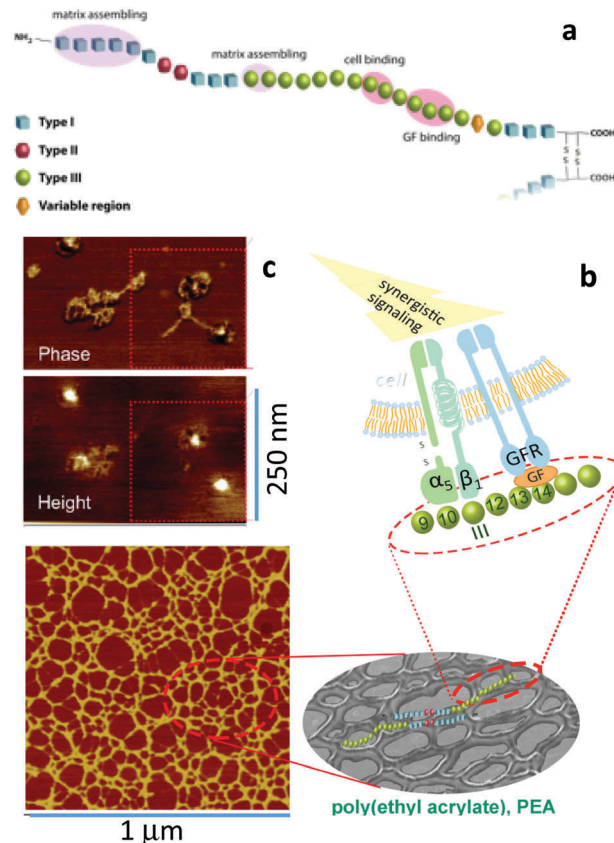 matrix assembling
a
NH₂
matrix assembling
cell binding
COOH
GF binding
S S
S S
COOH
Type I
Type II
Type III
Variable region
c
b
Phase
Height
250 nm
synergistic
signaling
cell
S
S
α₅ β₁
GFR
GF
9 10 12 13 14
III
1 μm
poly(ethyl acrylate), PEA